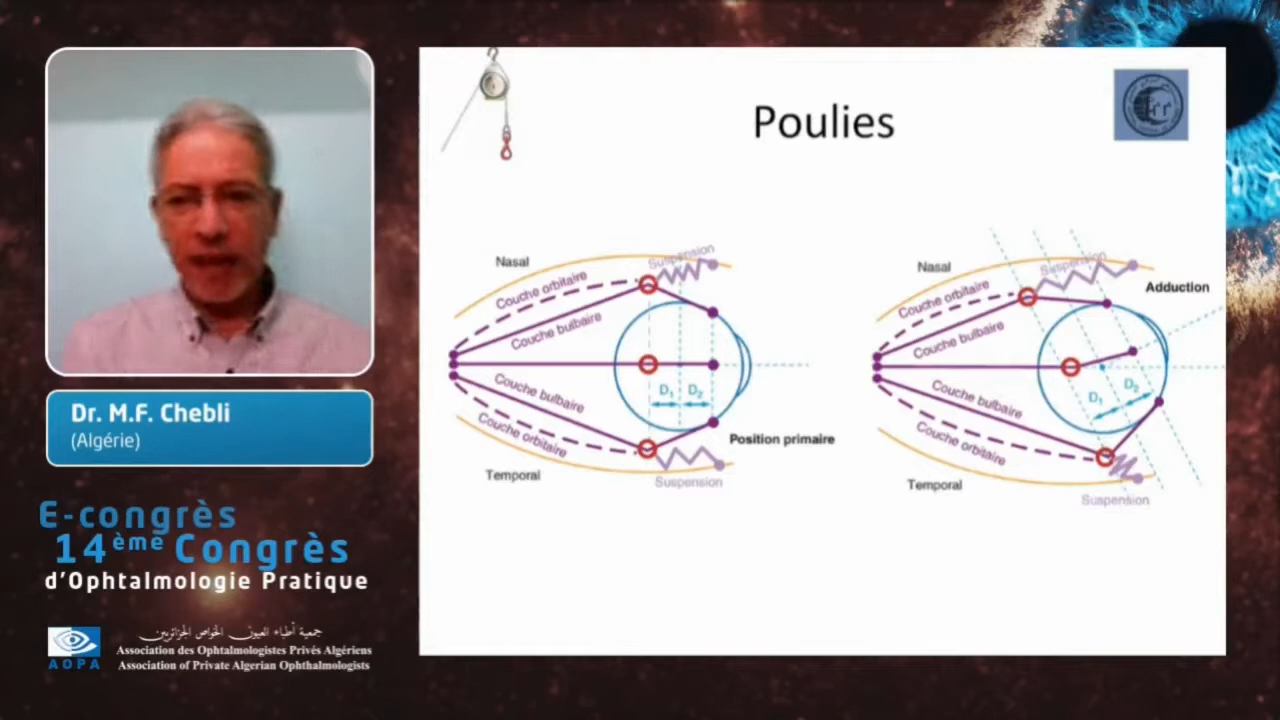 Poulies
Nasal
Suspension
Couche orbitaire
Couche bulbaire
D1
D2
Couche bulbaire
Couche orbitaire
Position primaire
Temporal
Suspension
Nasal
Suspension
Adduction
Couche orbitaire
Couche bulbaire
D1
D2
Couche bulbaire
Couche orbitaire
Temporal
Suspension
Dr. M.F. Chebli
(Algérie)
E-congrès
14ème Congrès
d'Ophtalmologie Pratique
جمعية أطباء العيون الخواص الجزائريين
Association des Ophtalmologistes Privés Algériens
AOPA
Association of Private Algerian Ophthalmologists